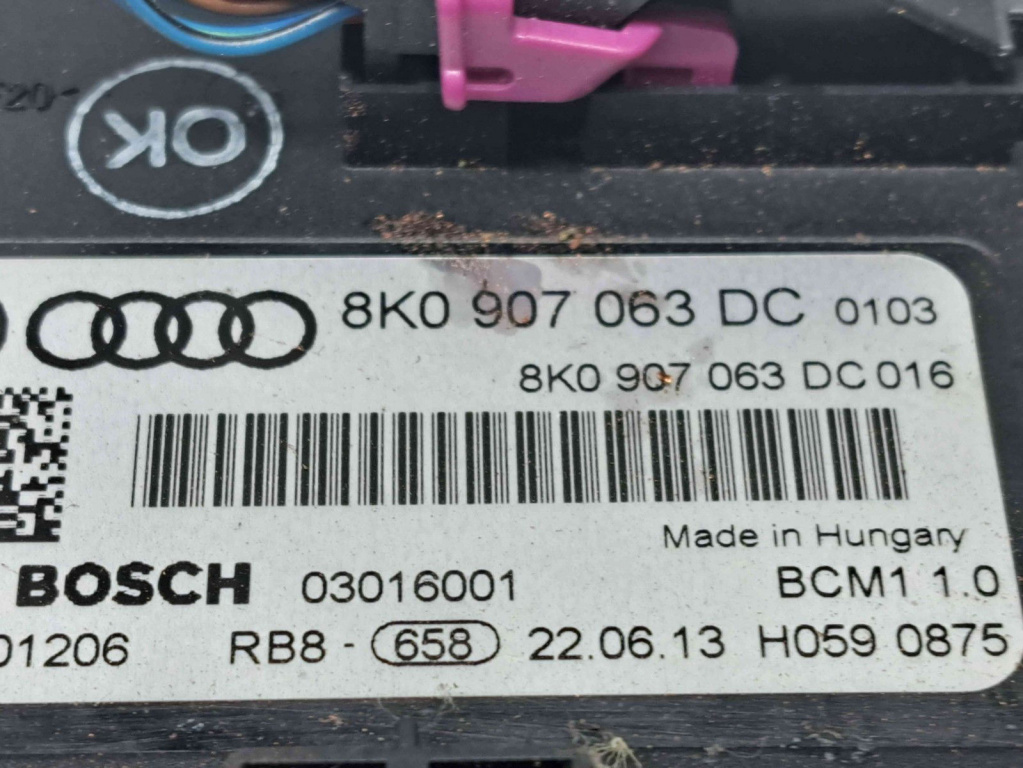 OK
8K0 907 063 DC 0103
8K0 907 063 DC 016
Made in Hungary
BOSCH 03016001 BCM1 1.0
01206 RB8 - 658 22.06.13 H059 0875